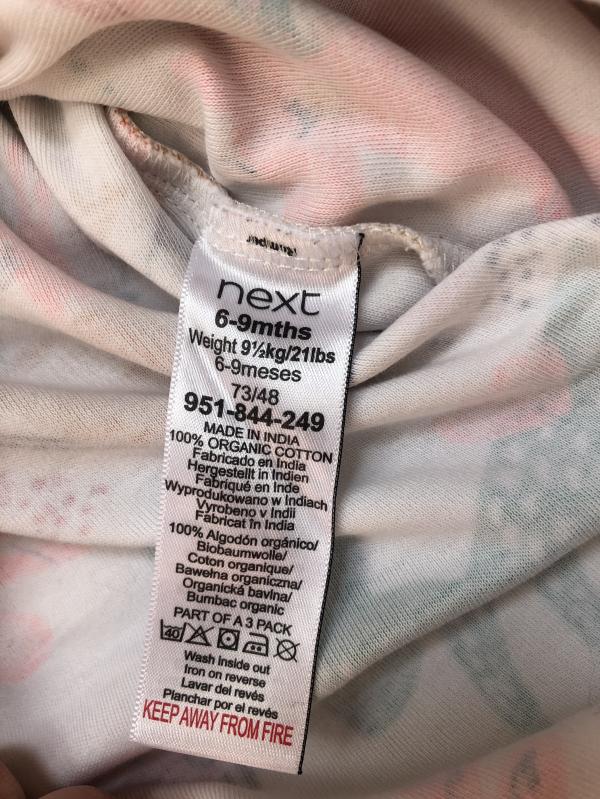 next
6-9mths
Weight 9½kg/21lbs
6-9meses
73/48
951-844-249
MADE IN INDIA
100% ORGANIC COTTON
Fabricado en India
Hergestellt in Indien
Fabriqué en Inde
Wyprodukowano w Indiach
Vyrobeno v Indii
Fabricat în India
100% Algodón orgánico/
Biobaumwolle/
Coton organique/
Bawełna organiczna/
Organická bavlna/
Bumbac organic
PART OF A 3 PACK
40
Wash inside out
Iron on reverse
Lavar del revés
Planchar por el revés
KEEP AWAY FROM FIRE